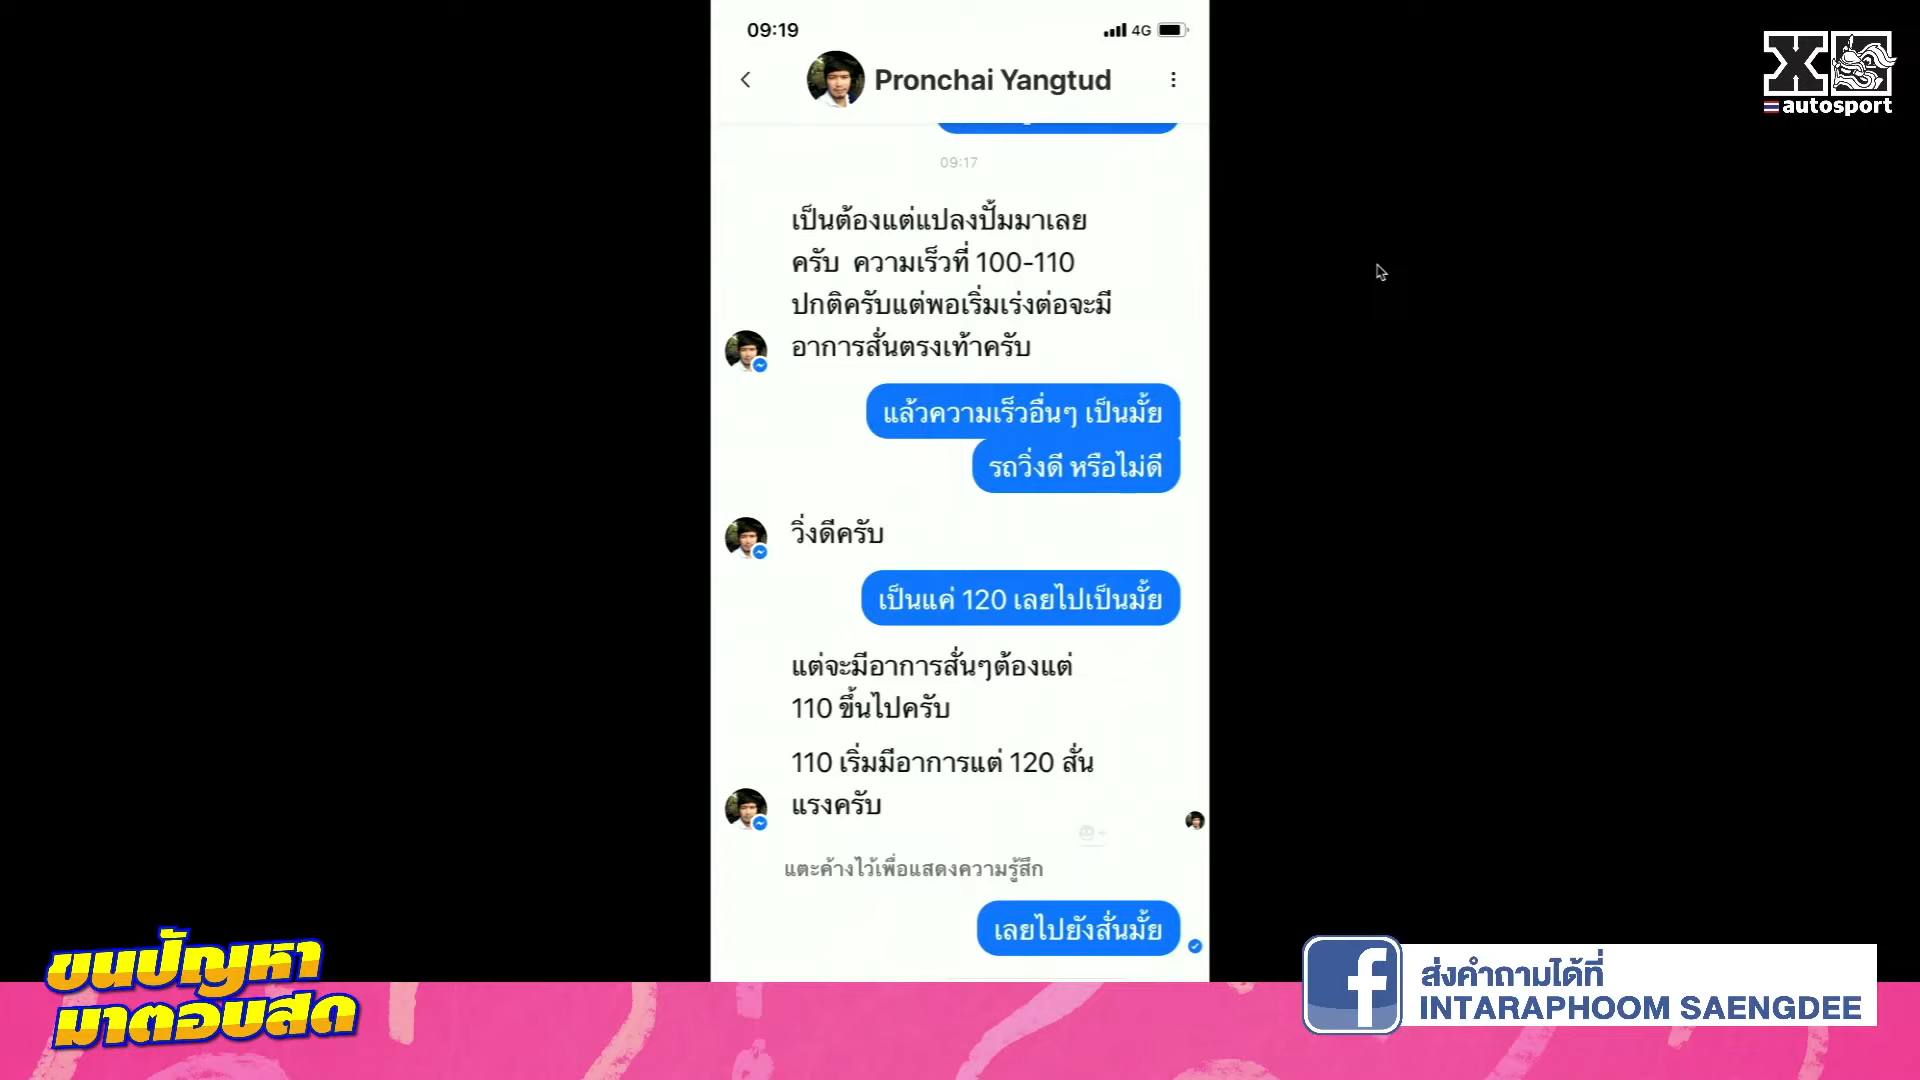 09:19
4G
Pronchai Yangtud
autosport
09:17
เป็นต้องแต่แปลงปั้มมาเลย
ครับ ความเร็วที่ 100-110
ปกติครับแต่พอเริ่มเร่งต่อจะมี
อาการสั่นตรงเท้าครับ
แล้วความเร็วอื่นๆ เป็นมั้ย
รถวิ่งดี หรือไม่ดี
วิ่งดีครับ
เป็นแค่ 120 เลยไปเป็นมั้ย
แต่จะมีอาการสั่นๆต้องแต่
110 ขึ้นไปครับ
110 เริ่มมีอาการแต่ 120 สั่น
แรงครับ
แตะค้างไว้เพื่อแสดงความรู้สึก
เลยไปยังสั่นมั้ย
ขนปัญหา
มาตอบสด
ส่งคำถามได้ที่
INTARAPHOOM SAENGDEE